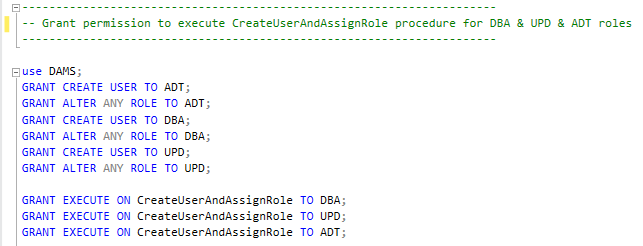 ------------------------------------------------------------------------
-- Grant permission to execute CreateUserAndAssignRole procedure for DBA & UPD & ADT roles
------------------------------------------------------------------------
use DAMS;
GRANT CREATE USER TO ADT;
GRANT ALTER ANY ROLE TO ADT;
GRANT CREATE USER TO DBA;
GRANT ALTER ANY ROLE TO DBA;
GRANT CREATE USER TO UPD;
GRANT ALTER ANY ROLE TO UPD;
GRANT EXECUTE ON CreateUserAndAssignRole TO DBA;
GRANT EXECUTE ON CreateUserAndAssignRole TO UPD;
GRANT EXECUTE ON CreateUserAndAssignRole TO ADT;